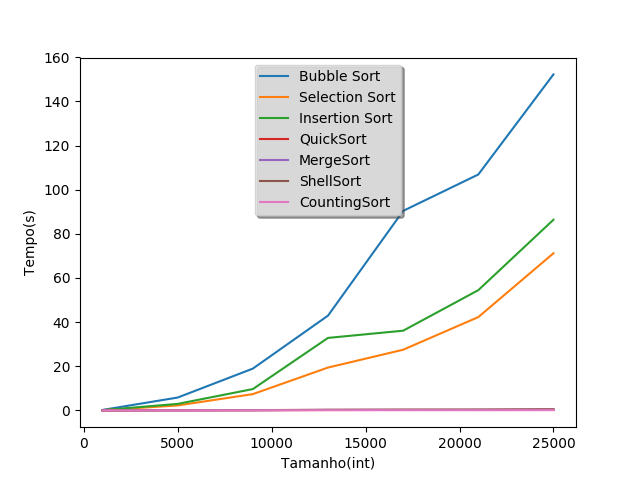 160
140
120
100
80
60
40
20
0
Tempo(s)
Bubble Sort
Selection Sort
Insertion Sort
QuickSort
MergeSort
ShellSort
CountingSort
0 5000 10000 15000 20000 25000
Tamanho(int)